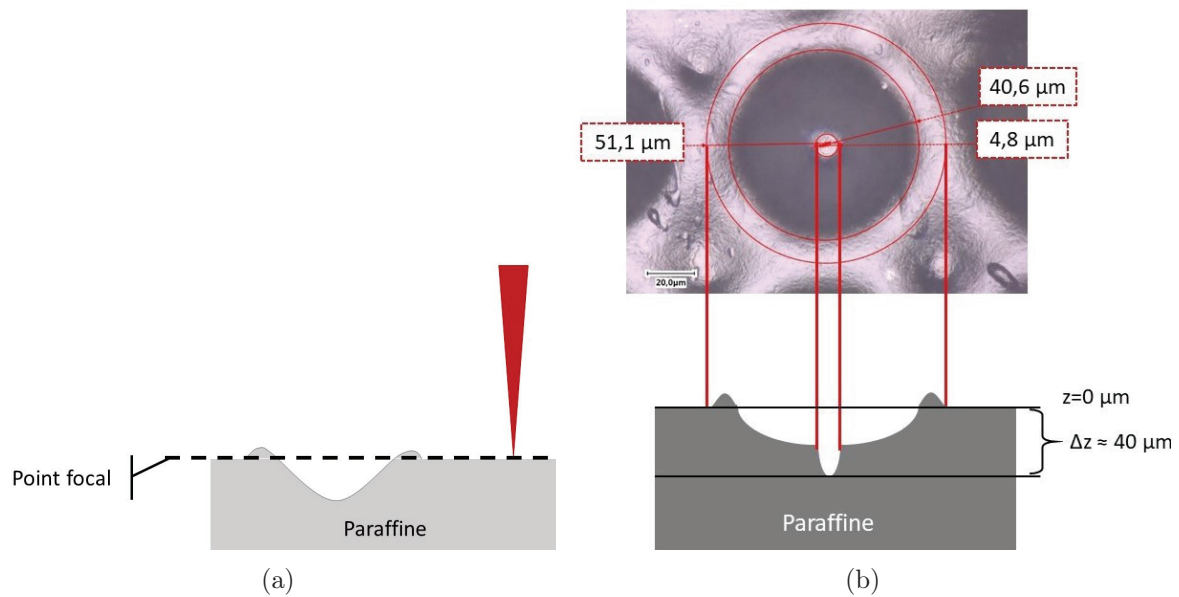 40,6 µm
51,1 µm
4,8 µm
20,0µm
z=0 µm
Δz ≈ 40 µm
Point focal
Paraffine
Paraffine
(a)
(b)